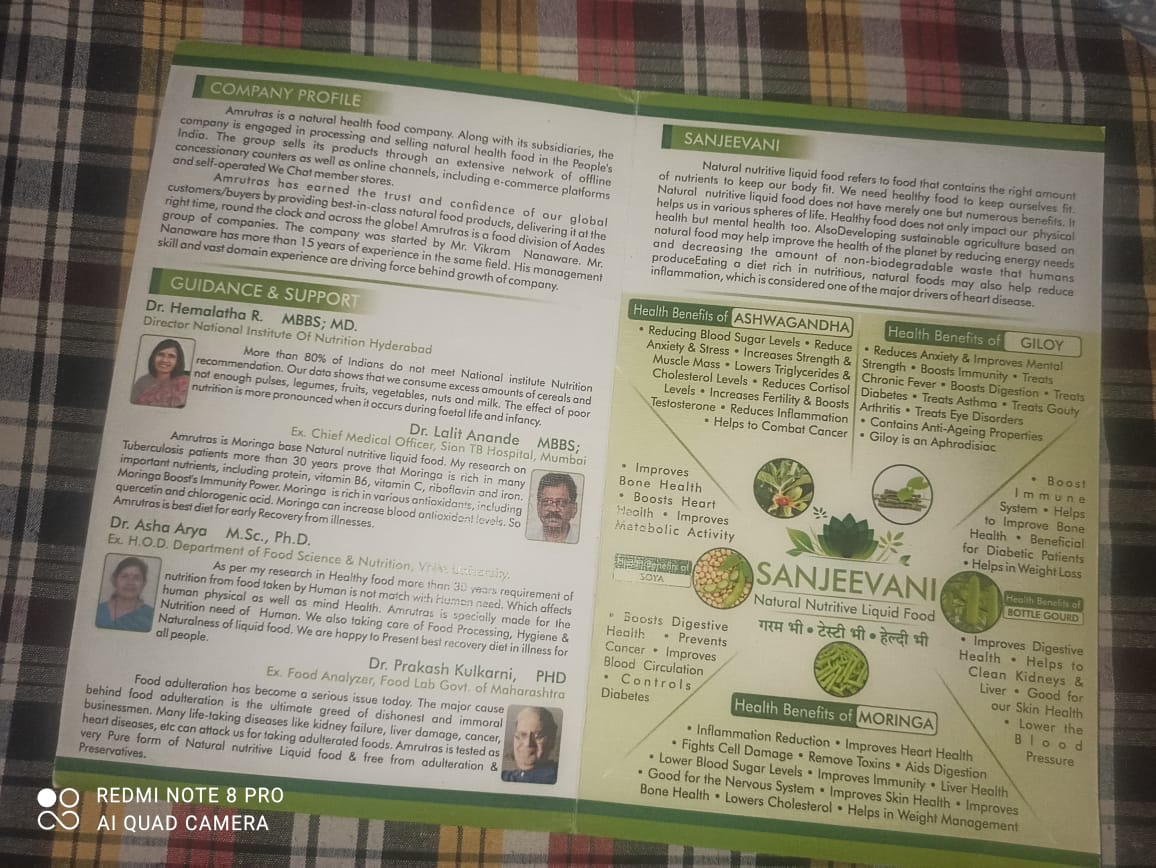 COMPANY PROFILE
Amrutras is a natural health food company. Along with its subsidiaries, the
company is engaged in processing and selling natural health food in the People's
India. The group sells its products through an extensive network of offline
concessionary counters as well as online channels, including e-commerce platforms
and self-operated We Chat member stores.
Amrutras has earned the trust and confidence of our global
customers/buyers by providing best-in-class natural food products, delivering it at the
right time, round the clock and across the globe! Amrutras is a food division of Aades
group of companies. The company was started by Mr. Vikram Nanaware. Mr.
Nanaware has more than 15 years of experience in the same field. His management
skill and vast domain experience are driving force behind growth of company.
GUIDANCE & SUPPORT
Dr. Hemalatha R. MBBS; MD.
Director National Institute Of Nutrition Hyderabad
More than 80% of Indians do not meet National institute Nutrition
recommendation. Our data shows that we consume excess amounts of cereals and
not enough pulses, legumes, fruits, vegetables, nuts and milk. The effect of poor
nutrition is more pronounced when it occurs during foetal life and infancy.
Dr. Lalit Anande MBBS;
Ex. Chief Medical Officer, Sion TB Hospital, Mumbai
Amrutras is Moringa base Natural nutritive liquid food. My research on
Tuberculosis patients more than 30 years prove that Moringa is rich in many
important nutrients, including protein, vitamin B6, vitamin C, riboflavin and iron.
Moringa Boost's Immunity Power. Moringa is rich in various antioxidants, including
quercetin and chlorogenic acid. Moringa can increase blood antioxidant levels. So
Amrutras is best diet for early Recovery from illnesses.
Dr. Asha Arya M.Sc., Ph.D.
Ex. H.O.D. Department of Food Science & Nutrition,
As per my research in Healthy food more than 30 years requirement of
nutrition from food taken by Human is not match with Human need. Which affects
human physical as well as mind Health. Amrutras is specially made for the
Nutrition need of Human. We also taking care of Food Processing, Hygiene &
Naturalness of liquid food. We are happy to Present best recovery diet in illness for
all people.
Dr. Prakash Kulkarni, PHD
Ex. Food Analyzer, Food Lab Govt. of Maharashtra
Food adulteration has become a serious issue today. The major cause
behind food adulteration is the ultimate greed of dishonest and immoral
businessmen. Many life-taking diseases like kidney failure, liver damage, cancer,
heart diseases, etc can attack us for taking adulterated foods. Amrutras is tested as
very Pure form of Natural nutritive Liquid food & free from adulteration &
Preservatives.
SANJEEVANI
Natural nutritive liquid food refers to food that contains the right amount
of nutrients to keep our body fit. We need healthy food to keep ourselves fit.
Natural nutritive liquid food does not have merely one but numerous benefits. It
helps us in various spheres of life. Healthy food does not only impact our physical
health but mental health too. AlsoDeveloping sustainable agriculture based on
natural food may help improve the health of the planet by reducing energy needs
and decreasing the amount of non-biodegradable waste that humans
produceEating a diet rich in nutritious, natural foods may also help reduce
inflammation, which is considered one of the major drivers of heart disease.
Health Benefits of ASHWAGANDHA
• Reducing Blood Sugar Levels • Reduce
Anxiety & Stress • Increases Strength &
Muscle Mass • Lowers Triglycerides &
Cholesterol Levels • Reduces Cortisol
Levels • Increases Fertility & Boosts
Testosterone • Reduces Inflammation
• Helps to Combat Cancer
Health Benefits of GILOY
• Reduces Anxiety & Improves Mental
Strength • Boosts Immunity • Treats
Chronic Fever • Boosts Digestion • Treats
Diabetes • Treats Asthma • Treats Gouty
Arthritis • Treats Eye Disorders
• Contains Anti-Ageing Properties
• Giloy is an Aphrodisiac
• Improves
Bone Health
• Boosts Heart
Health • Improves
Metabolic Activity
Health Benefits of
SOYA
• Boosts Digestive
Health • Prevents
Cancer • Improves
Blood Circulation
• Controls
Diabetes
SANJEEVANI
Natural Nutritive Liquid Food
गरम भी • टेस्टी भी • हेल्दी भी
• Boost
Immune
System • Helps
to Improve Bone
Health • Beneficial
for Diabetic Patients
• Helps in Weight Loss
Health Benefits of
BOTTLE GOURD
• Improves Digestive
Health • Helps to
Clean Kidneys &
Liver • Good for
our Skin Health
• Lower the
Blood
Pressure
Health Benefits of MORINGA
• Inflammation Reduction • Improves Heart Health
• Fights Cell Damage • Remove Toxins • Aids Digestion
• Lower Blood Sugar Levels • Improves Immunity • Liver Health
• Good for the Nervous System • Improves Skin Health • Improves
Bone Health • Lowers Cholesterol • Helps in Weight Management
REDMI NOTE 8 PRO
AI QUAD CAMERA